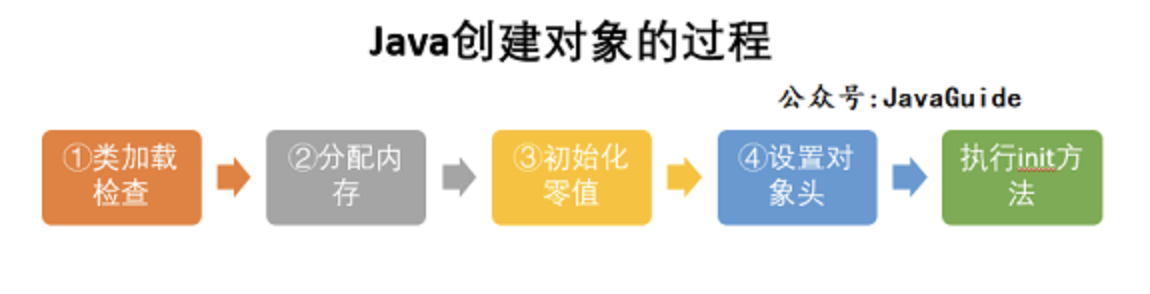 Java创建对象的过程
公众号:JavaGuide
①类加载
检查
②分配内
存
③初始化
零值
④设置对
象头
执行init方
法